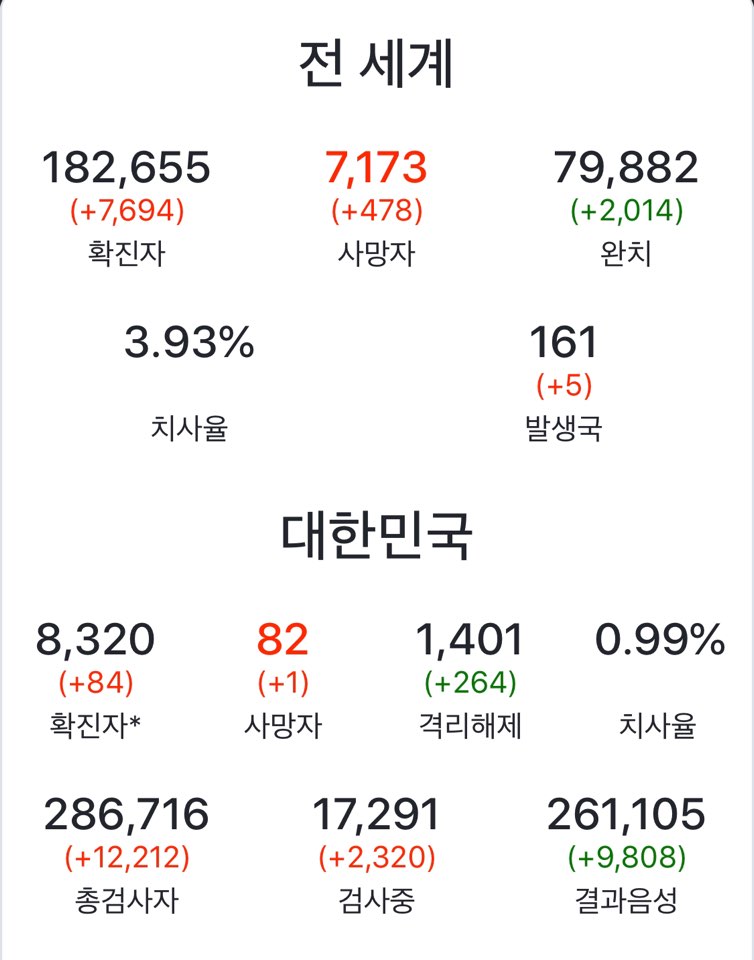 전 세계
182,655 7,173 79,882
(+7,694) (+478) (+2,014)
확진자 사망자 완치
3.93% 161
(+5)
치사율 발생국
대한민국
8,320 82 1,401 0.99%
(+84) (+1) (+264)
확진자* 사망자 격리해제 치사율
286,716 17,291 261,105
(+12,212) (+2,320) (+9,808)
총검사자 검사중 결과음성